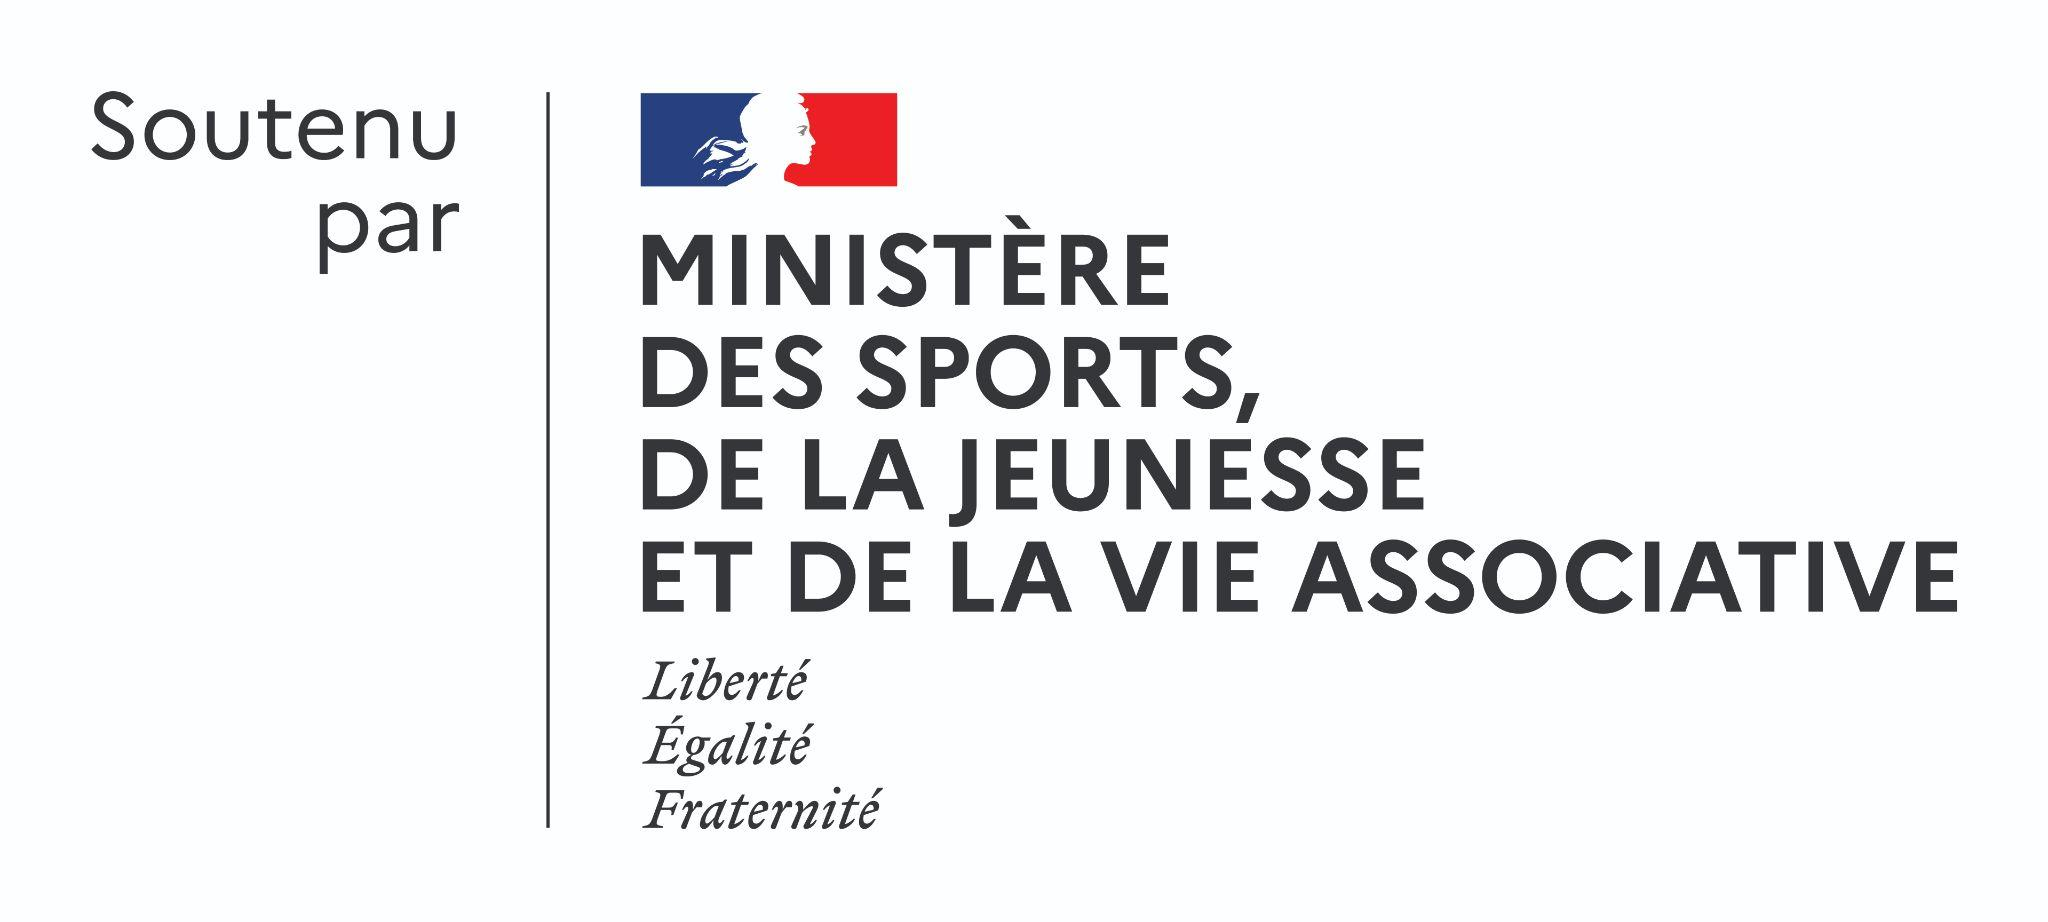 Soutenu
par
MINISTÈRE
DES SPORTS,
DE LA JEUNESSE
ET DE LA VIE ASSOCIATIVE
Liberté
Égalité
Fraternité